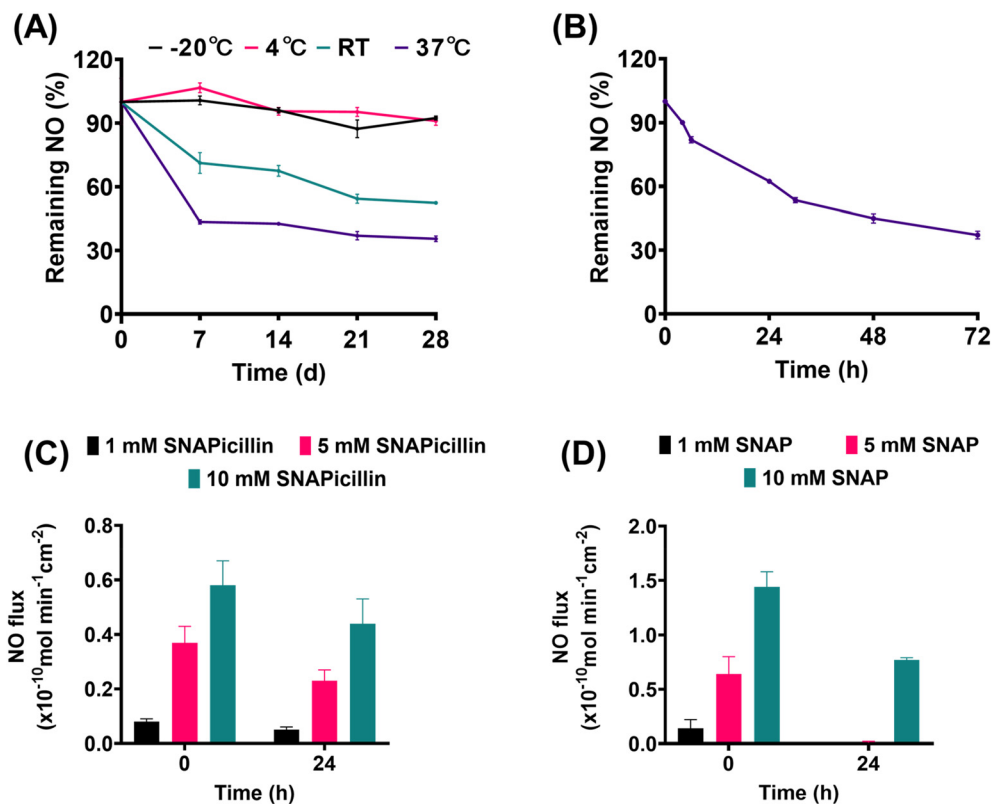 (A)
-20°C 4°C RT 37°C
Remaining NO (%)
120
90
60
30
0
0 7 14 21 28
Time (d)
(B)
Remaining NO (%)
120
90
60
30
0
0 24 48 72
Time (h)
(C)
1 mM SNAPicillin 5 mM SNAPicillin
10 mM SNAPicillin
NO flux
(x10⁻¹⁰mol min⁻¹cm⁻²)
0.8
0.6
0.4
0.2
0.0
0 24
Time (h)
(D)
1 mM SNAP 5 mM SNAP
10 mM SNAP
NO flux
(x10⁻¹⁰mol min⁻¹cm⁻²)
2.0
1.5
1.0
0.5
0.0
0 24
Time (h)